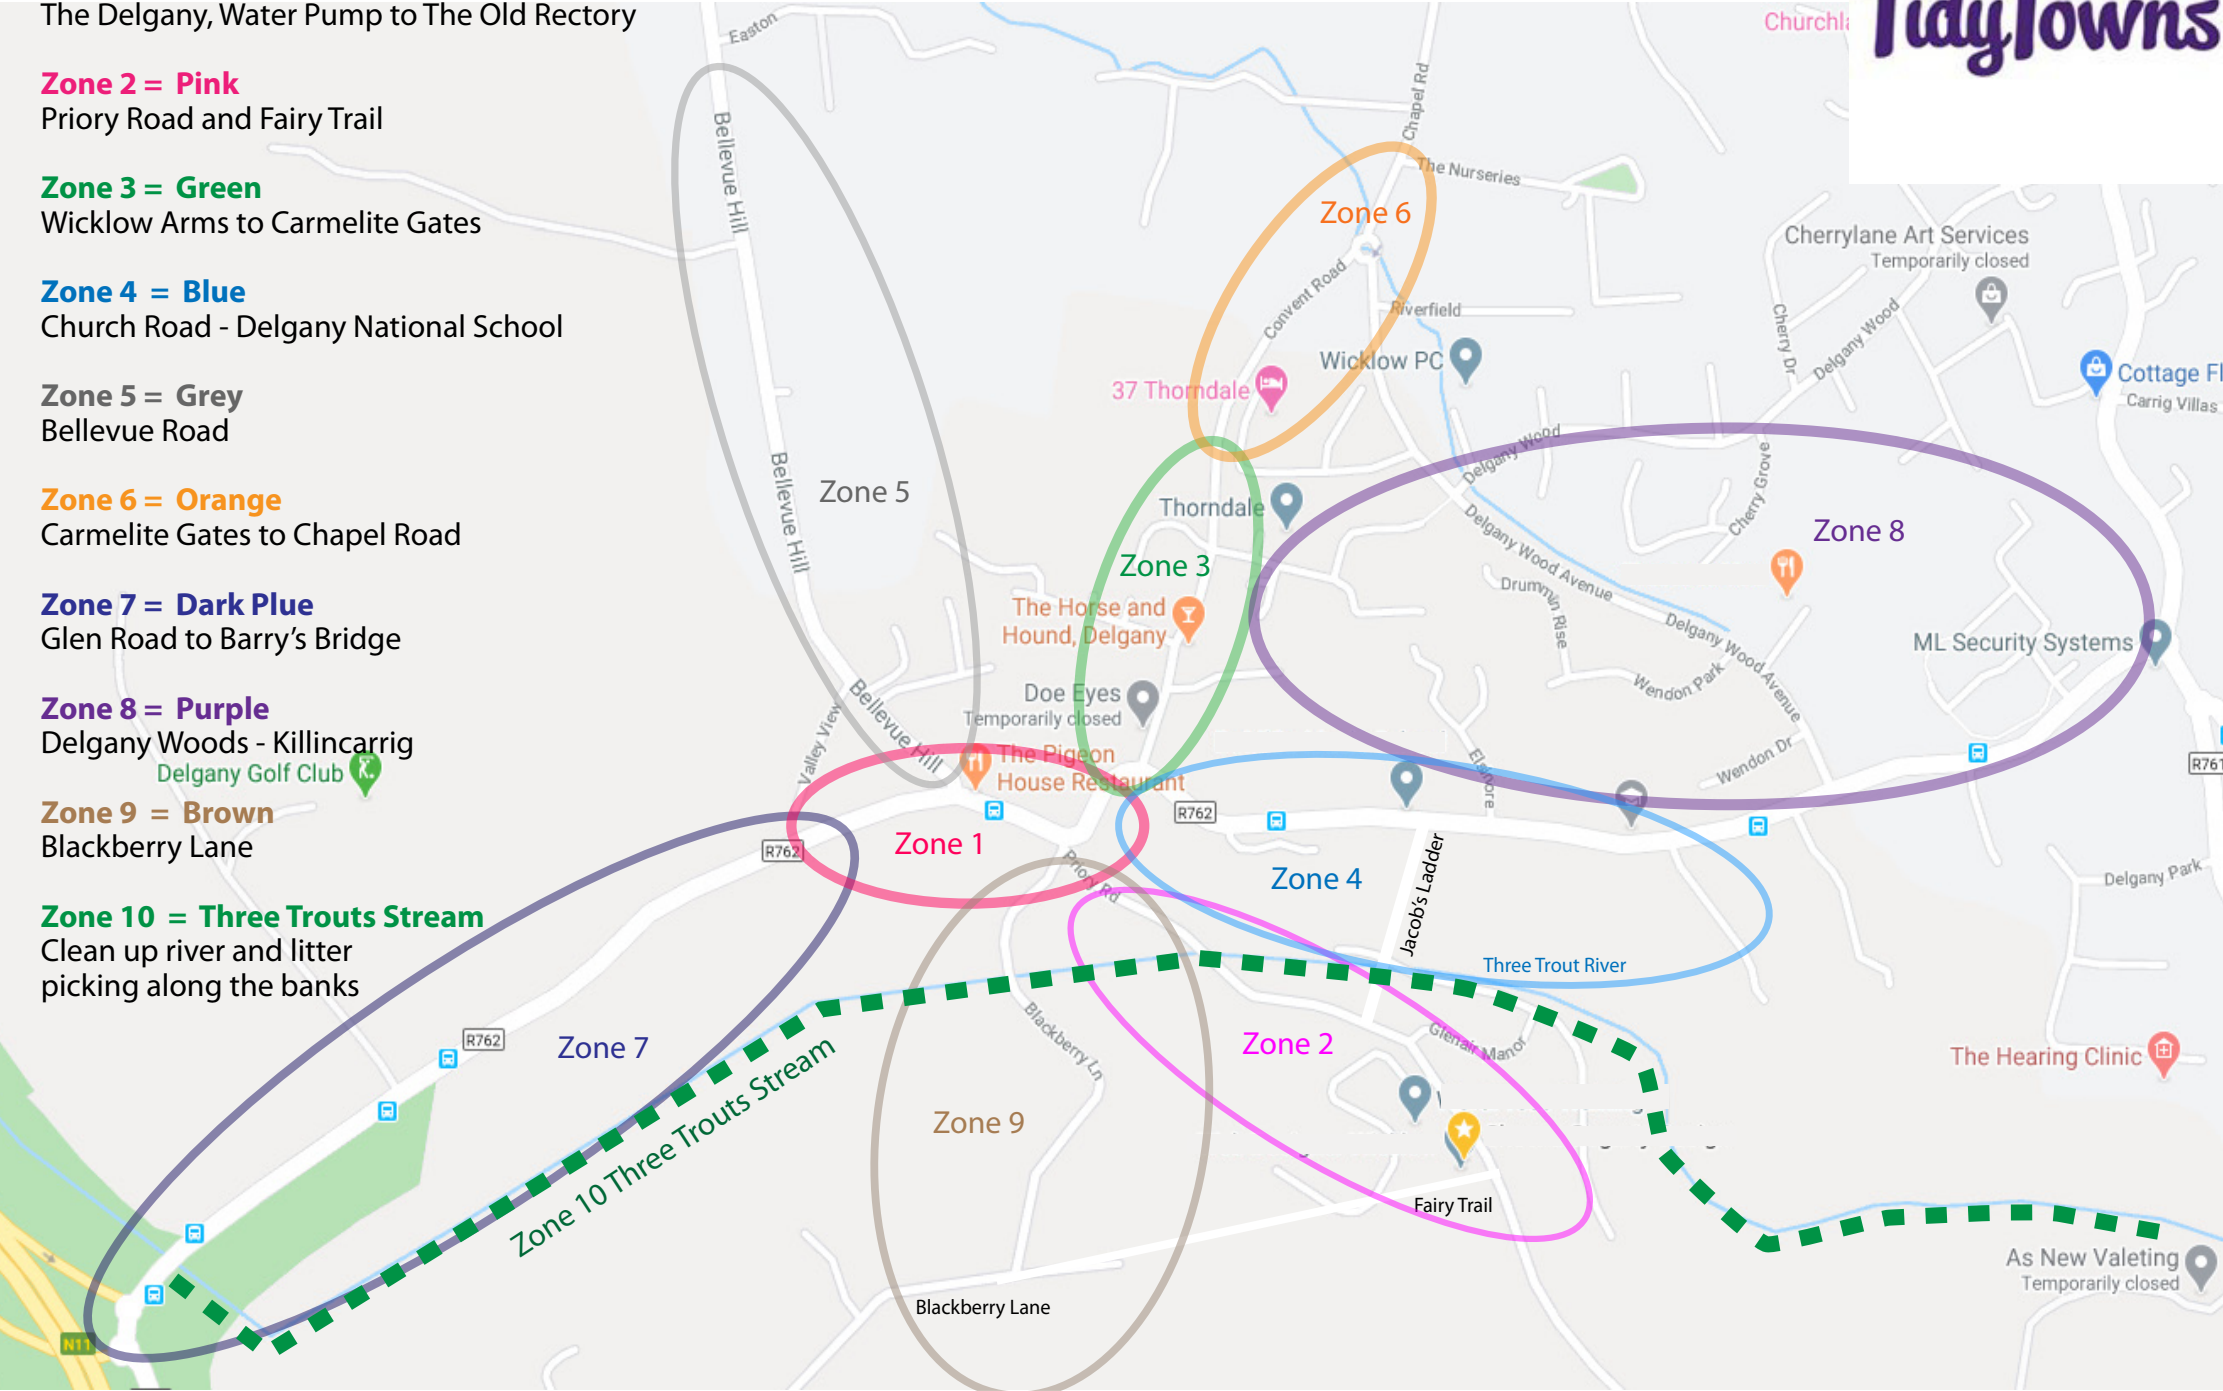 The Delgany, Water Pump to The Old Rectory
Zone 2 = Pink
Priory Road and Fairy Trail
Zone 3 = Green
Wicklow Arms to Carmelite Gates
Zone 4 = Blue
Church Road - Delgany National School
Zone 5 = Grey
Bellevue Road
Zone 6 = Orange
Carmelite Gates to Chapel Road
Zone 7 = Dark Plue
Glen Road to Barry's Bridge
Zone 8 = Purple
Delgany Woods - Killincarrig
Delgany Golf Club
Zone 9 = Brown
Blackberry Lane
Zone 10 = Three Trouts Stream
Clean up river and litter
picking along the banks
TidyTowns
Easton
Bellevue Hill
Bellevue Hill
Bellevue Hill
Valley View
Zone 5
Chapel Rd
The Nurseries
Zone 6
Convent Road
Riverfield
Wicklow PC
37 Thorndale
Cherrylane Art Services
Temporarily closed
Cherry Dr
Delgany Wood
Cottage Fl
Carrig Villas
Delgany Wood
Cherry Grove
Zone 8
Thorndale
Zone 3
Delgany Wood Avenue
Drummin Rise
Delgany Wood Avenue
Wendon Park
Wendon Dr
ML Security Systems
The Horse and
Hound, Delgany
Doe Eyes
Temporarily closed
The Pigeon
House Restaurant
Elsinore
R761
R762
R762
R762
Zone 1
Priory Rd
Zone 4
Jacob's Ladder
Three Trout River
Delgany Park
The Hearing Clinic
Zone 7
Zone 10 Three Trouts Stream
Blackberry Ln
Zone 9
Zone 2
Glenair Manor
Fairy Trail
Blackberry Lane
As New Valeting
Temporarily closed
N11